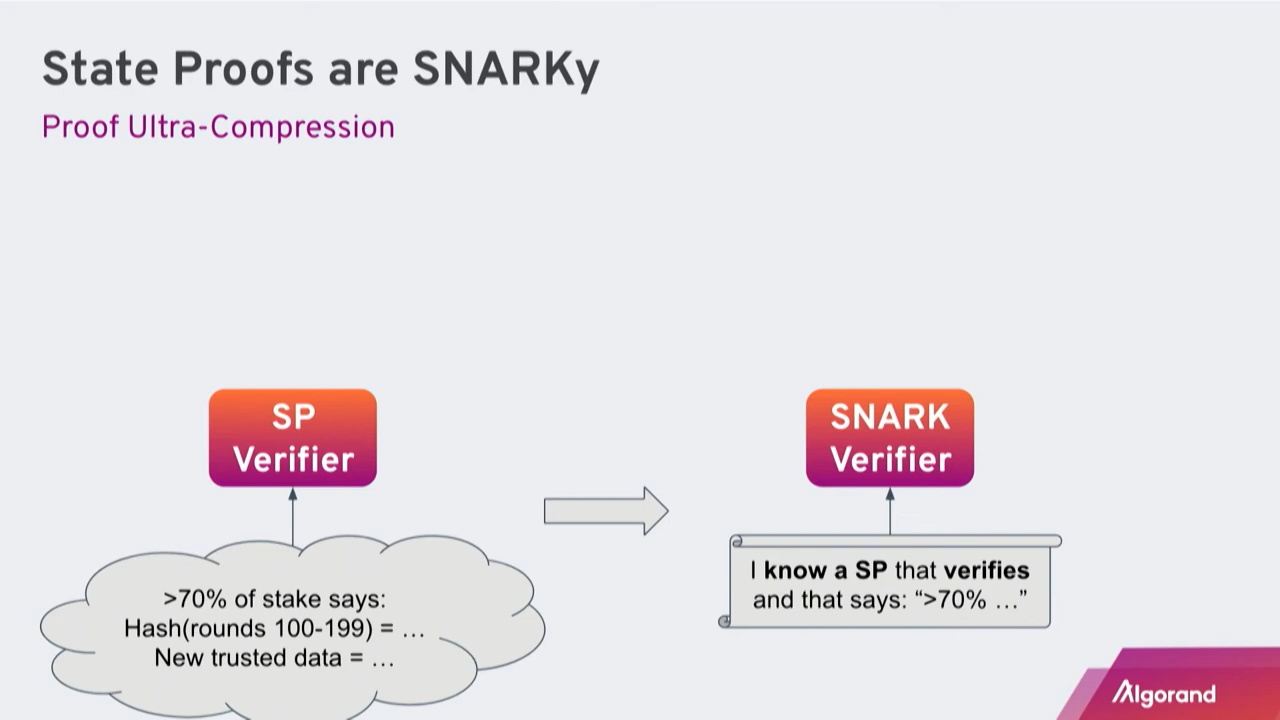 State Proofs are SNARKy
Proof Ultra-Compression
SP
Verifier
SNARK
Verifier
>70% of stake says:
Hash(rounds 100-199) = …
New trusted data = …
I know a SP that verifies
and that says: “>70% …”
Algorand